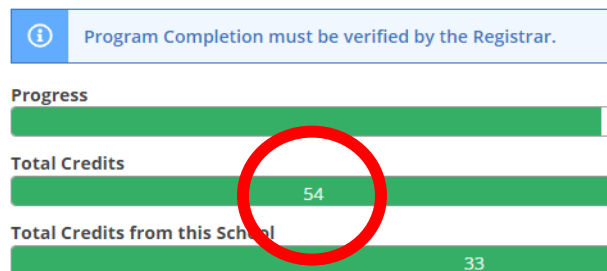 Program Completion must be verified by the Registrar.
Progress
Total Credits
54
Total Credits from this School
33